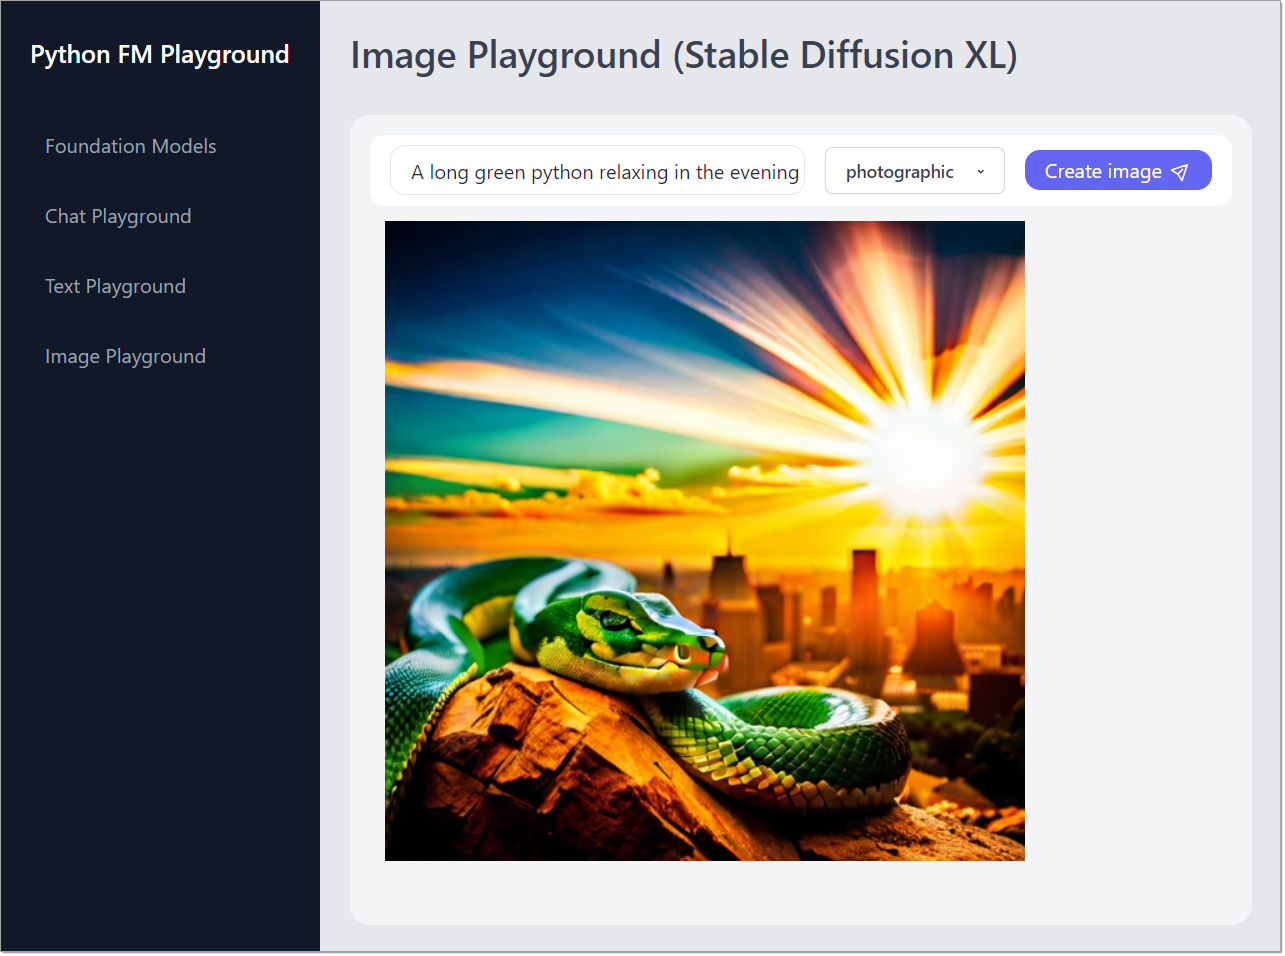 Python FM Playground
Foundation Models
Chat Playground
Text Playground
Image Playground
Image Playground (Stable Diffusion XL)
A long green python relaxing in the evening
photographic
Create image